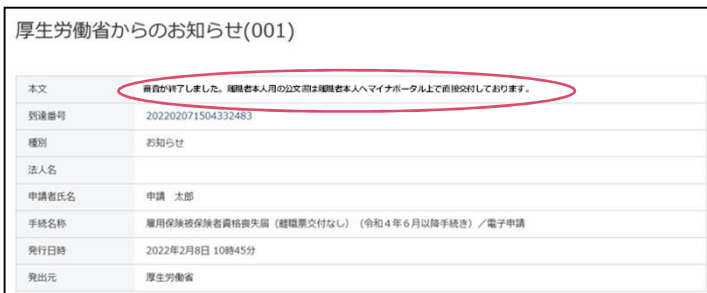 厚生労働省からのお知らせ(001)
本文 審査が終了しました。離職者本人用の公文書は離職者本人へマイナポータル上で直接交付しております。
到達番号 202202071504332483
種別 お知らせ
法人名
申請者氏名 申請 太郎
手続名称 雇用保険被保険者資格喪失届（離職票交付なし）（令和4年6月以降手続き）／電子申請
発行日時 2022年2月8日 10時45分
発出元 厚生労働省